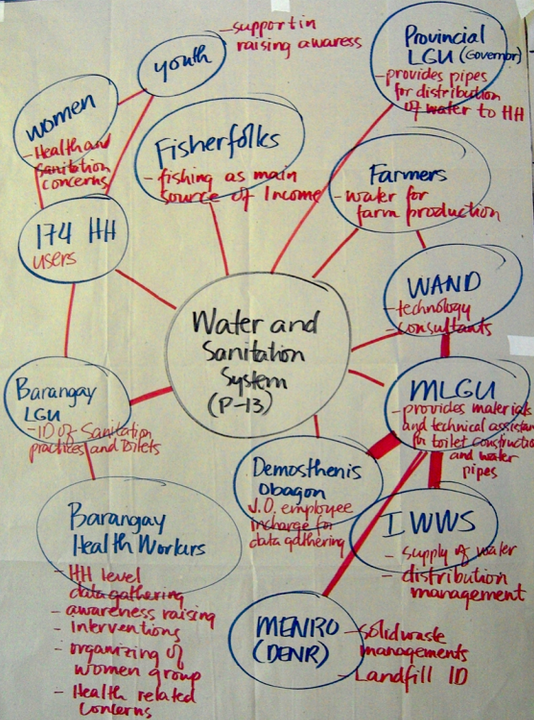 youth
- support in
raising awaress
Provincial
LGU (Governor)
- provides pipes
for distribution
of water to HH
women
- Health and
sanitation
concerns
Fisherfolks
- fishing as main
source of Income
Farmers
- water for
farm production
174 HH
users
WAND
- technology
- consultants
Water and
Sanitation
System
(P-13)
Barangay
LGU
- ID of Sanitation
practices and Toilets
MLGU
- provides materials
and technical assistan
for toilet constructio
and water
pipes
Demosthenis
Obagon
J.O. employee
incharge for
data gathering
IWWS
- supply of water
- distribution
management
Barangay
Health Workers
- HH level
data gathering
- awareness raising
- Interventions
- organizing of
women group
- Health related
Concerns
MENRO
(DENR)
- Solid waste
managements
- Landfill ID